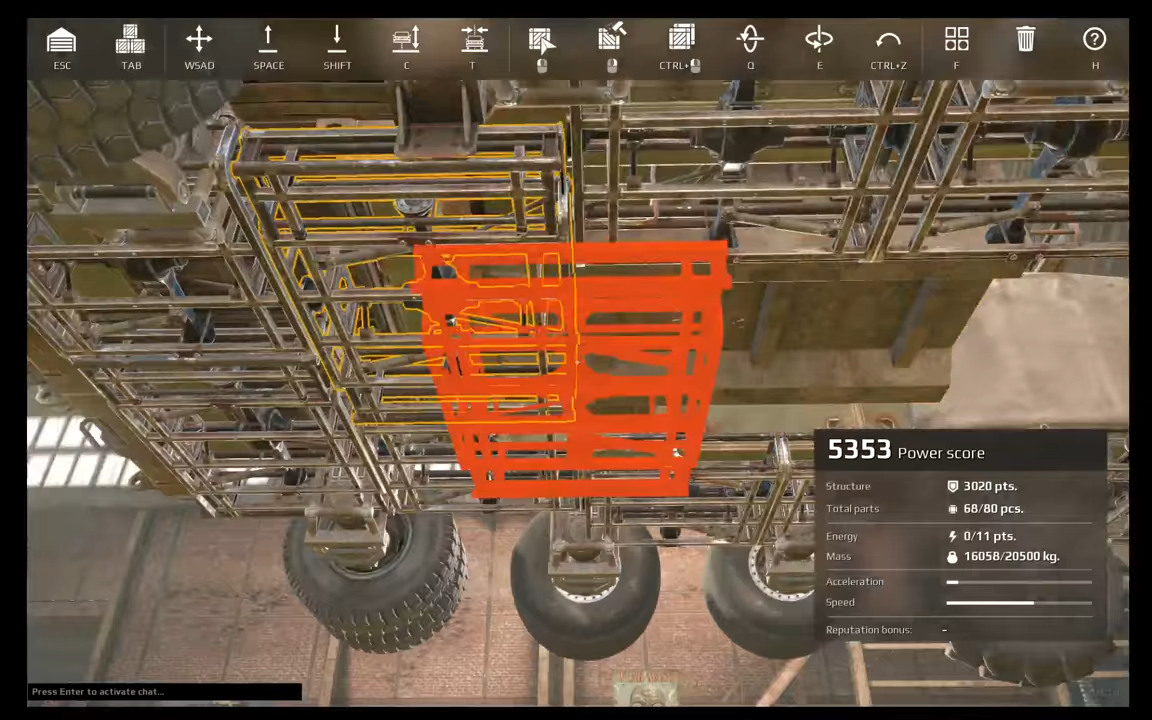 ESC TAB WSAD SPACE SHIFT C T CTRL+ Q E CTRL+Z F H
5353 Power score
Structure 3020 pts.
Total parts 68/80 pcs.
Energy 0/11 pts.
Mass 16058/20500 kg.
Acceleration
Speed
Reputation bonus: -
Press Enter to activate chat...